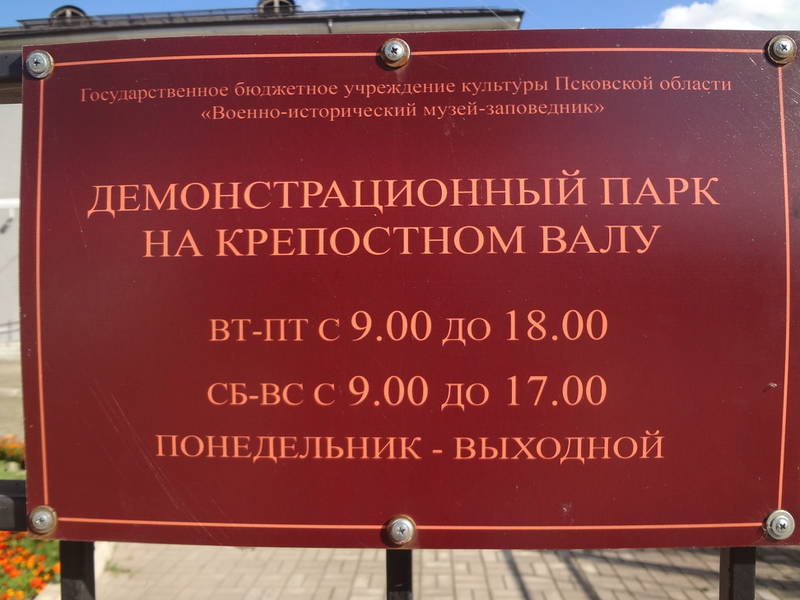 Государственное бюджетное учреждение культуры Псковской области
«Военно-исторический музей-заповедник»
ДЕМОНСТРАЦИОННЫЙ ПАРК
НА КРЕПОСТНОМ ВАЛУ
ВТ-ПТ С 9.00 ДО 18.00
СБ-ВС С 9.00 ДО 17.00
ПОНЕДЕЛЬНИК - ВЫХОДНОЙ